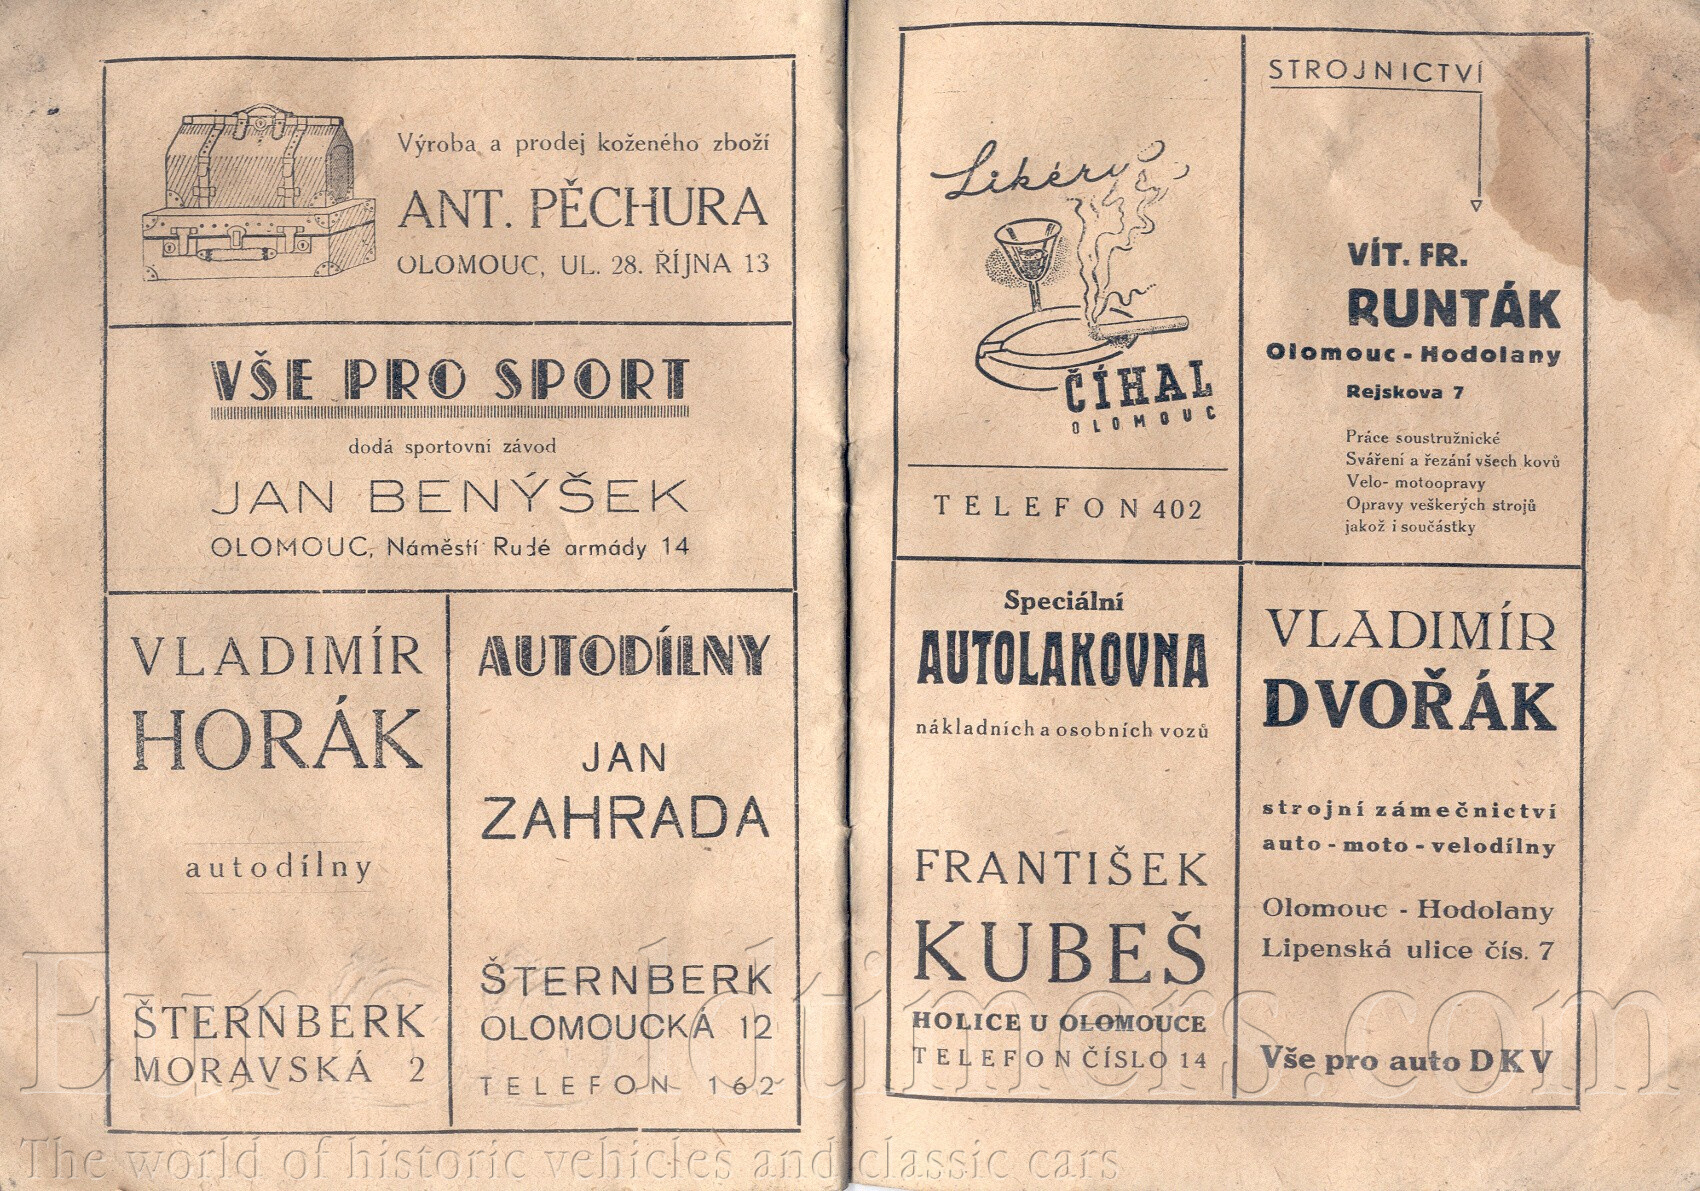 Výroba a prodej koženého zboží
ANT. PĚCHURA
OLOMOUC, UL. 28. ŘÍJNA 13
VŠE PRO SPORT
dodá sportovní závod
JAN BENÝŠEK
OLOMOUC, Náměstí Rudé armády 14
VLADIMÍR
HORÁK
autodílny
ŠTERNBERK
MORAVSKÁ 2
AUTODÍLNY
JAN
ZAHRADA
ŠTERNBERK
OLOMOUCKÁ 12
TELEFON 162
Likéry
ČÍHAL
OLOMOUC
TELEFON 402
STROJNICTVÍ
VÍT. FR.
RUNTÁK
Olomouc - Hodolany
Rejskova 7
Práce soustružnické
Sváření a řezání všech kovů
Velo- motoopravy
Opravy veškerých strojů
jakož i součástky
Speciální
AUTOLAKOVNA
nákladních a osobních vozů
FRANTIŠEK
KUBEŠ
HOLICE U OLOMOUCE
TELEFON ČÍSLO 14
VLADIMÍR
DVOŘÁK
strojní zámečnictví
auto - moto - velodílny
Olomouc - Hodolany
Lipenská ulice čís. 7
Vše pro auto DKV
EuroOldtimers.com
The world of historic vehicles and classic cars